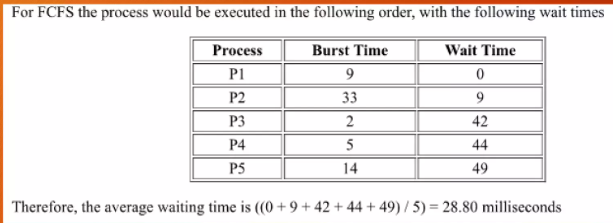 For FCFS the process would be executed in the following order, with the following wait times
Process Burst Time Wait Time
P1 9 0
P2 33 9
P3 2 42
P4 5 44
P5 14 49
Therefore, the average waiting time is ((0 + 9 + 42 + 44 + 49) / 5) = 28.80 milliseconds